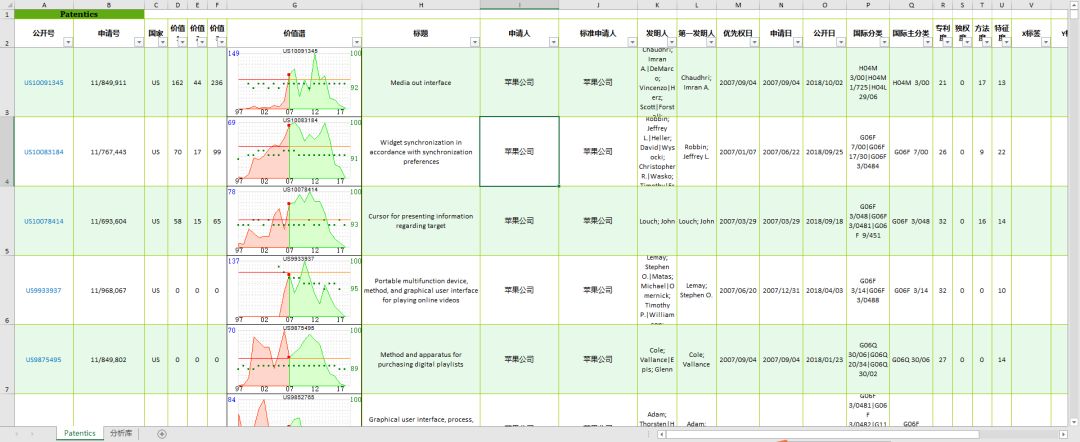 A B C D E F G H I J K L M N O P Q R S T U V
1 Patentics
公开号 申请号 国家 价值 价值 价值 价值谱 标题 申请人 标准申请人 发明人 第一发明人 优先权日 申请日 公开日 国际分类 国际主分类 专利 独权 方法 特征 x标签
2
US10091345 11/849,911 US 162 44 236
US10091345
149 100
92
97 02 07 12 17
Media out interface
苹果公司 苹果公司
Chaudhri;
Imran
A.|DeMarc
o;
Vincenzo|H
erz;
Scott|Forst
Chaudhri;
Imran A.
2007/09/04 2007/09/04 2018/10/02
H04M
3/00|H04M
1/725|H04L
29/06
H04M 3/00 21 0 17 13
3
US10083184 11/767,443 US 70 17 99
US10083184
69 100
91
97 02 07 12 17
Widget synchronization in
accordance with synchronization
preferences
苹果公司 苹果公司
Robbin;
Jeffrey
L.|Heller;
David|Wys
ocki;
Christopher
R.|Wasko;
Robbin;
Jeffrey L.
2007/01/07 2007/06/22 2018/09/25
G06F
7/00|G06F
17/30|G06F
3/0484
G06F 7/00 26 0 9 22
4
US10078414 11/693,604 US 58 15 65
US10078414
78 100
93
97 02 07 12 17
Cursor for presenting information
regarding target
苹果公司 苹果公司
Louch; John Louch; John
2007/03/29 2007/03/29 2018/09/18
G06F
3/048|G06F
3/0481|G06
F 9/451
G06F 3/048 32 0 16 14
5
US9933937 11/968,067 US 0 0 0
US9933937
137 100
95
97 02 07 12 17
Portable multifunction device,
method, and graphical user interface
for playing online videos
苹果公司 苹果公司
Lemay;
Stephen
O.|Matas;
Michael|O
mernick;
Timothy
P.|William
Lemay;
Stephen O.
2007/06/20 2007/12/31 2018/04/03
G06F
3/14|G06F
3/0488
G06F 3/14 32 0 0 10
6
US9875495 11/849,802 US 0 0 0
US9875495
70 100
89
97 02 07 12 17
Method and apparatus for
purchasing digital playlists
苹果公司 苹果公司
Cole;
Vallance|E
pis; Glenn
Cole;
Vallance
2007/09/04 2007/09/04 2018/01/23
G06Q
30/06|G06Q
20/34|G06Q
30/02
G06Q 30/06 27 0 0 14
7
US9852765
84 100
Graphical user interface, process,
Adam;
Thorsten|H
Adam;
G06F
3/0481|G06
F
3/0482|G11
G06F
Patentics 分析库